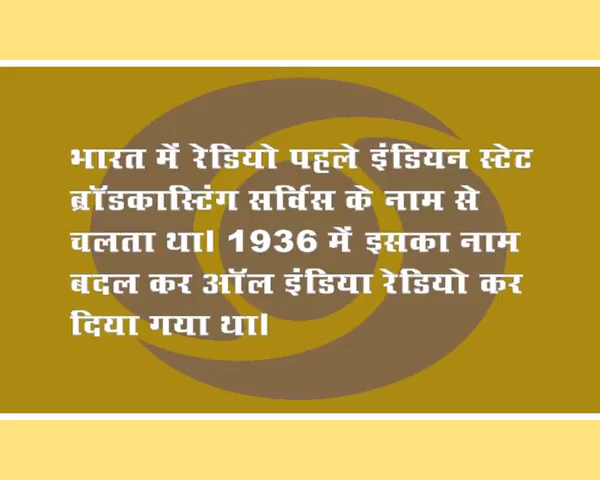 भारत में रेडियो पहले इंडियन स्टेट
ब्रॉडकास्टिंग सर्विस के नाम से
चलता था। 1936 में इसका नाम
बदल कर ऑल इंडिया रेडियो कर
दिया गया था।